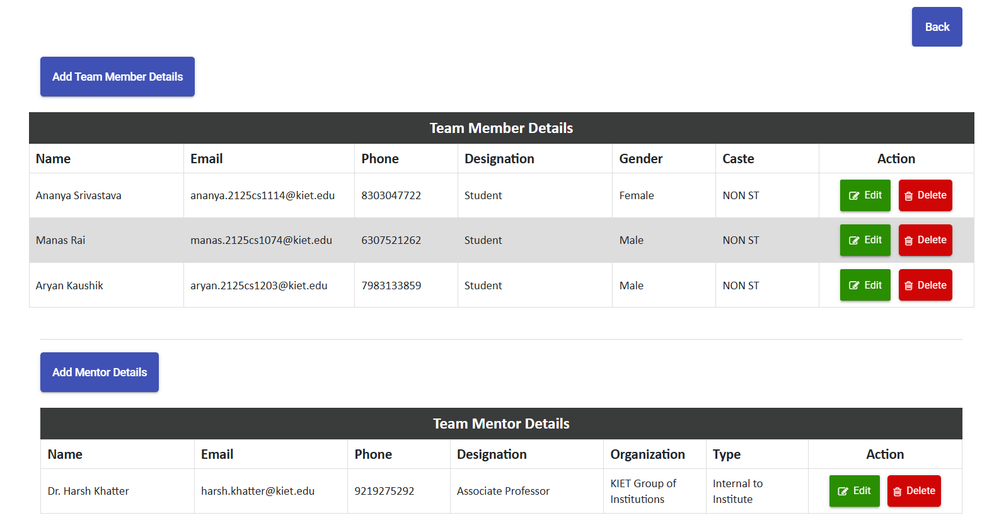 Back
Add Team Member Details
Team Member Details
Name Email Phone Designation Gender Caste Action
Ananya Srivastava ananya.2125cs1114@kiet.edu 8303047722 Student Female NON ST Edit Delete
Manas Rai manas.2125cs1074@kiet.edu 6307521262 Student Male NON ST Edit Delete
Aryan Kaushik aryan.2125cs1203@kiet.edu 7983133859 Student Male NON ST Edit Delete
Add Mentor Details
Team Mentor Details
Name Email Phone Designation Organization Type Action
Dr. Harsh Khatter harsh.khatter@kiet.edu 9219275292 Associate Professor KIET Group of Internal to Edit Delete
Institutions Institute